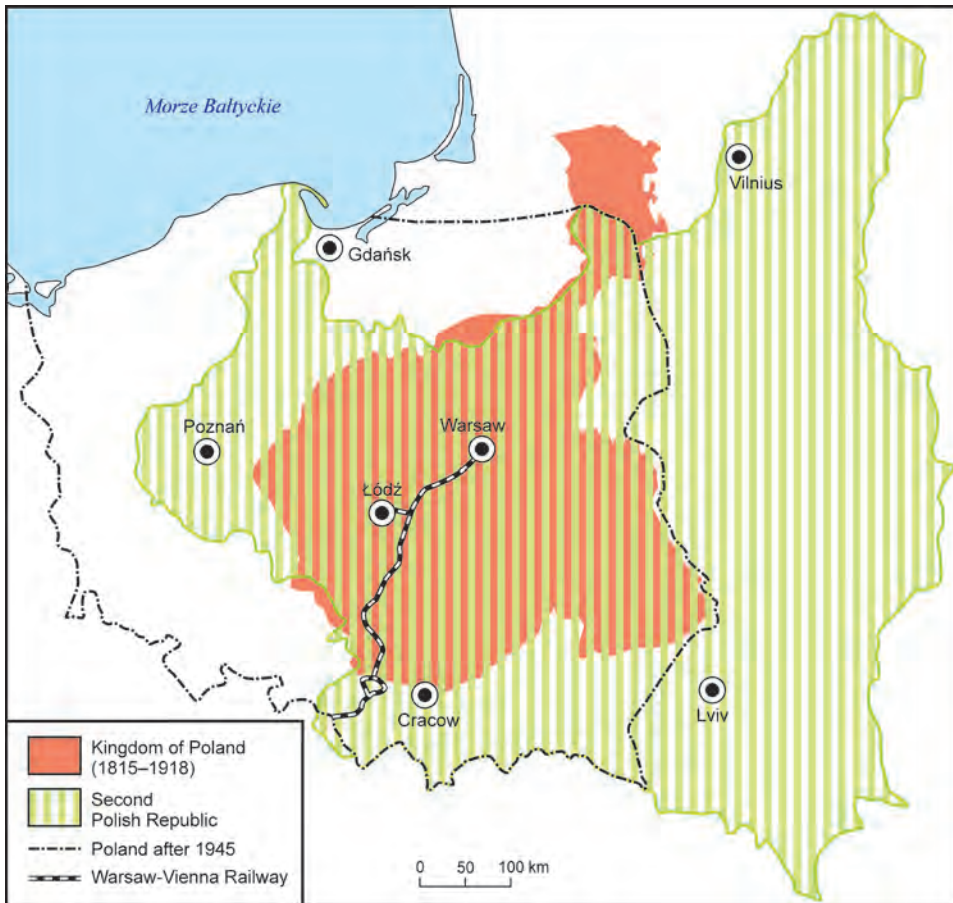 Morze Bałtyckie
Vilnius
Gdańsk
Poznań
Warsaw
Łódź
Cracow
Lviv
Kingdom of Poland
(1815–1918)
Second
Polish Republic
Poland after 1945
Warsaw-Vienna Railway
0 50 100 km